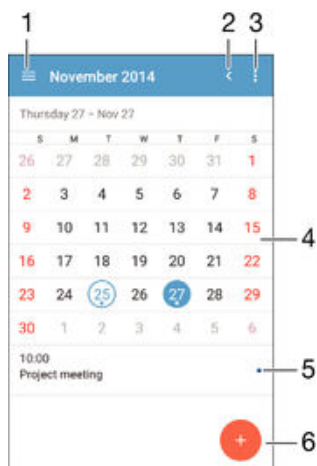 1 2 3
November 2014
Thursday 27 – Nov 27
S M T W T F S
26 27 28 29 30 31 1
2 3 4 5 6 7 8
9 10 11 12 13 14 15
4
16 17 18 19 20 21 22
23 24 25 26 27 28 29
30 1 2 3 4 5 6
10:00
Project meeting
5
+ 6